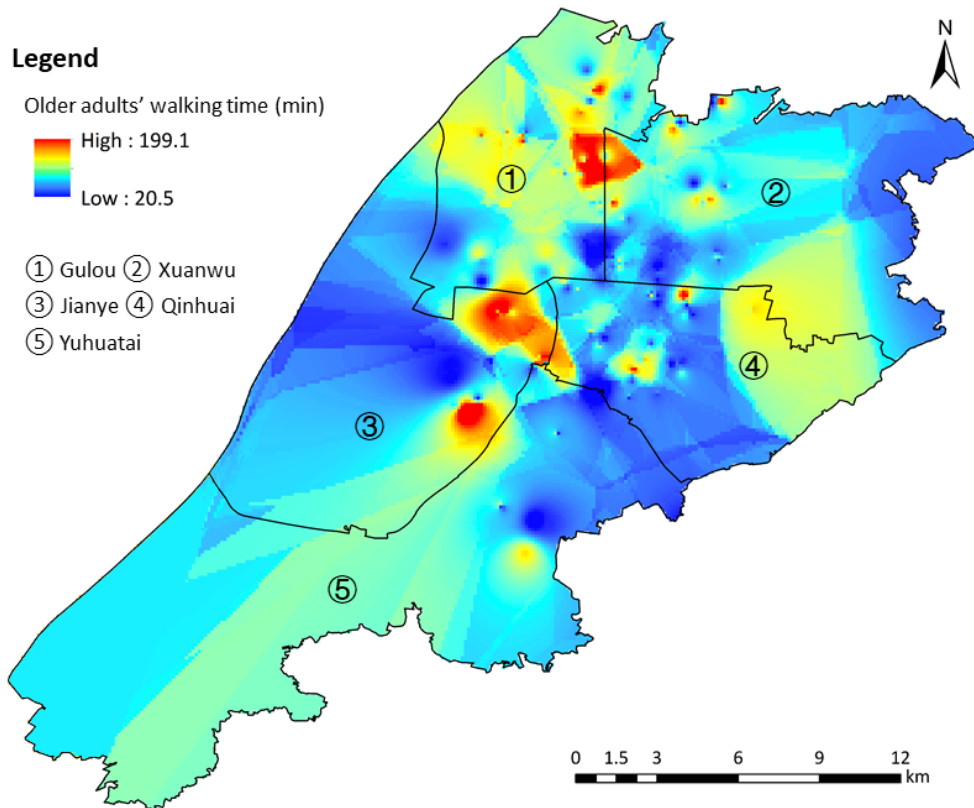 N
Legend
Older adults' walking time (min)
High : 199.1
Low : 20.5
① Gulou ② Xuanwu
③ Jianye ④ Qinhuai
⑤ Yuhuatai
①
②
③
④
⑤
0 1.5 3 6 9 12
km